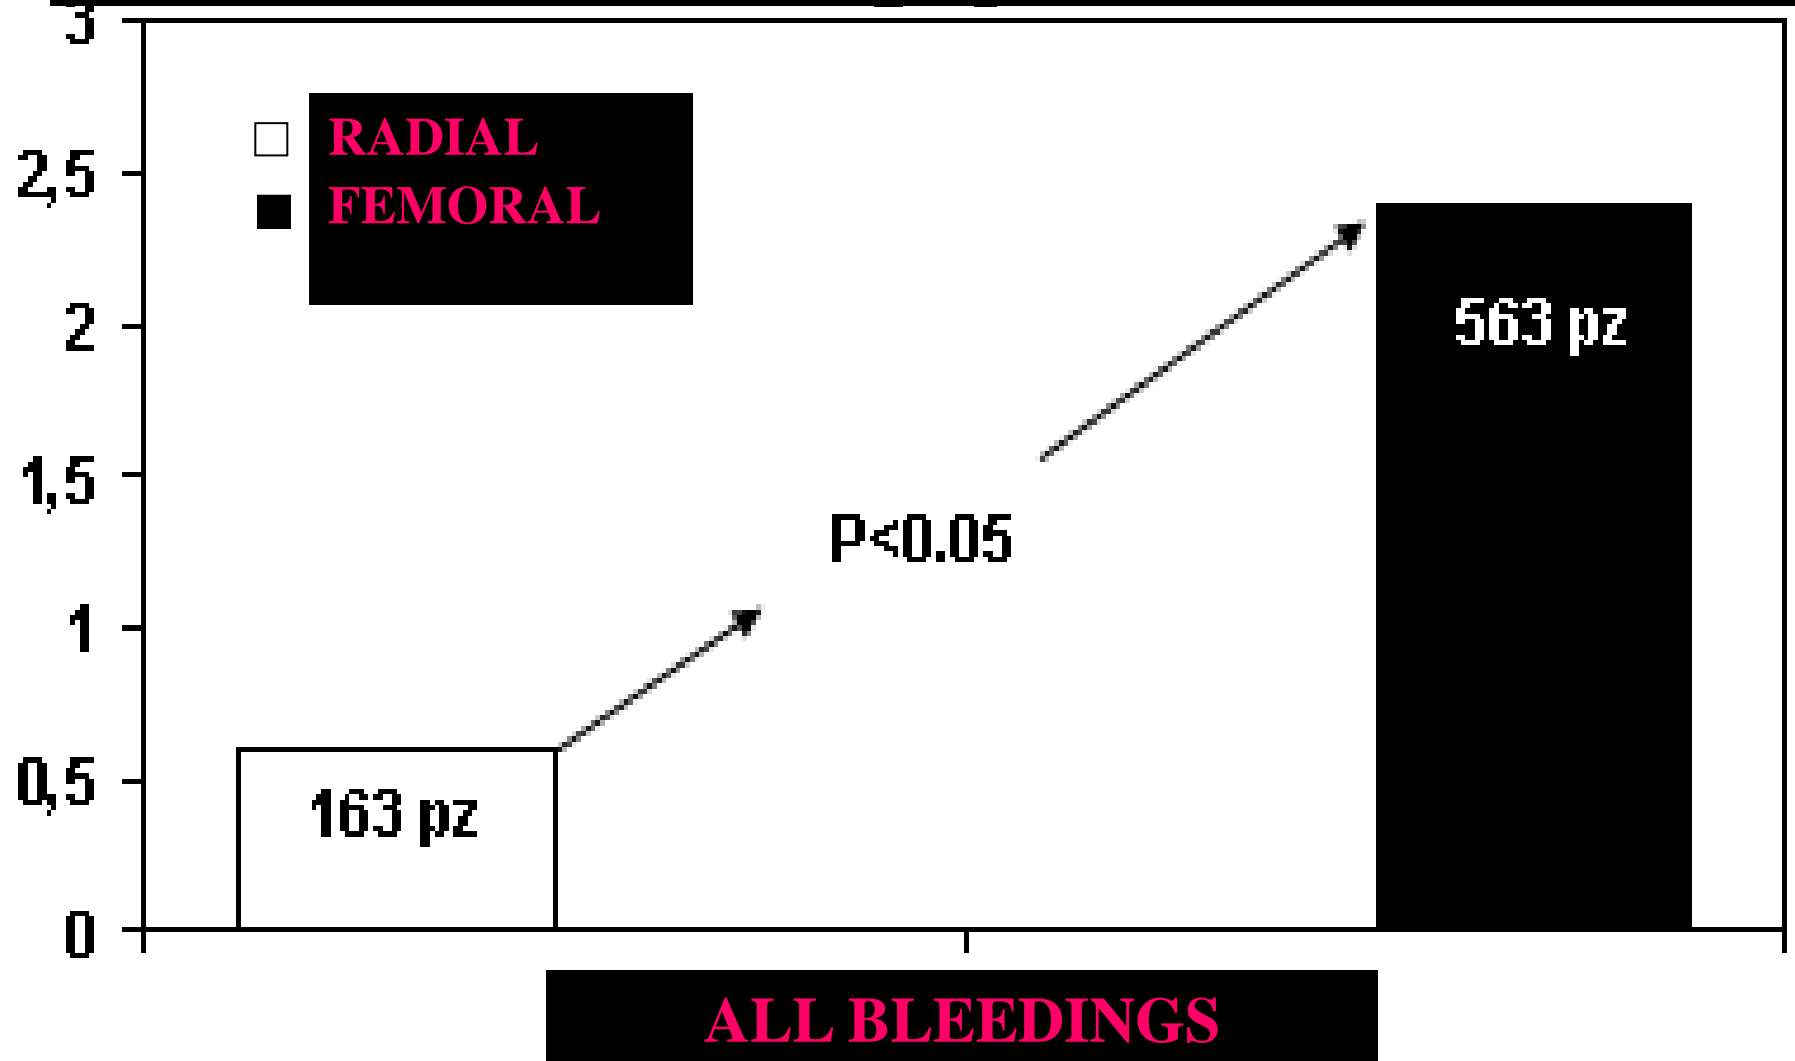 3
RADIAL
2,5
FEMORAL
2
563 pz
1,5
P<0.05
1
0,5
163 pz
0
ALL BLEEDINGS